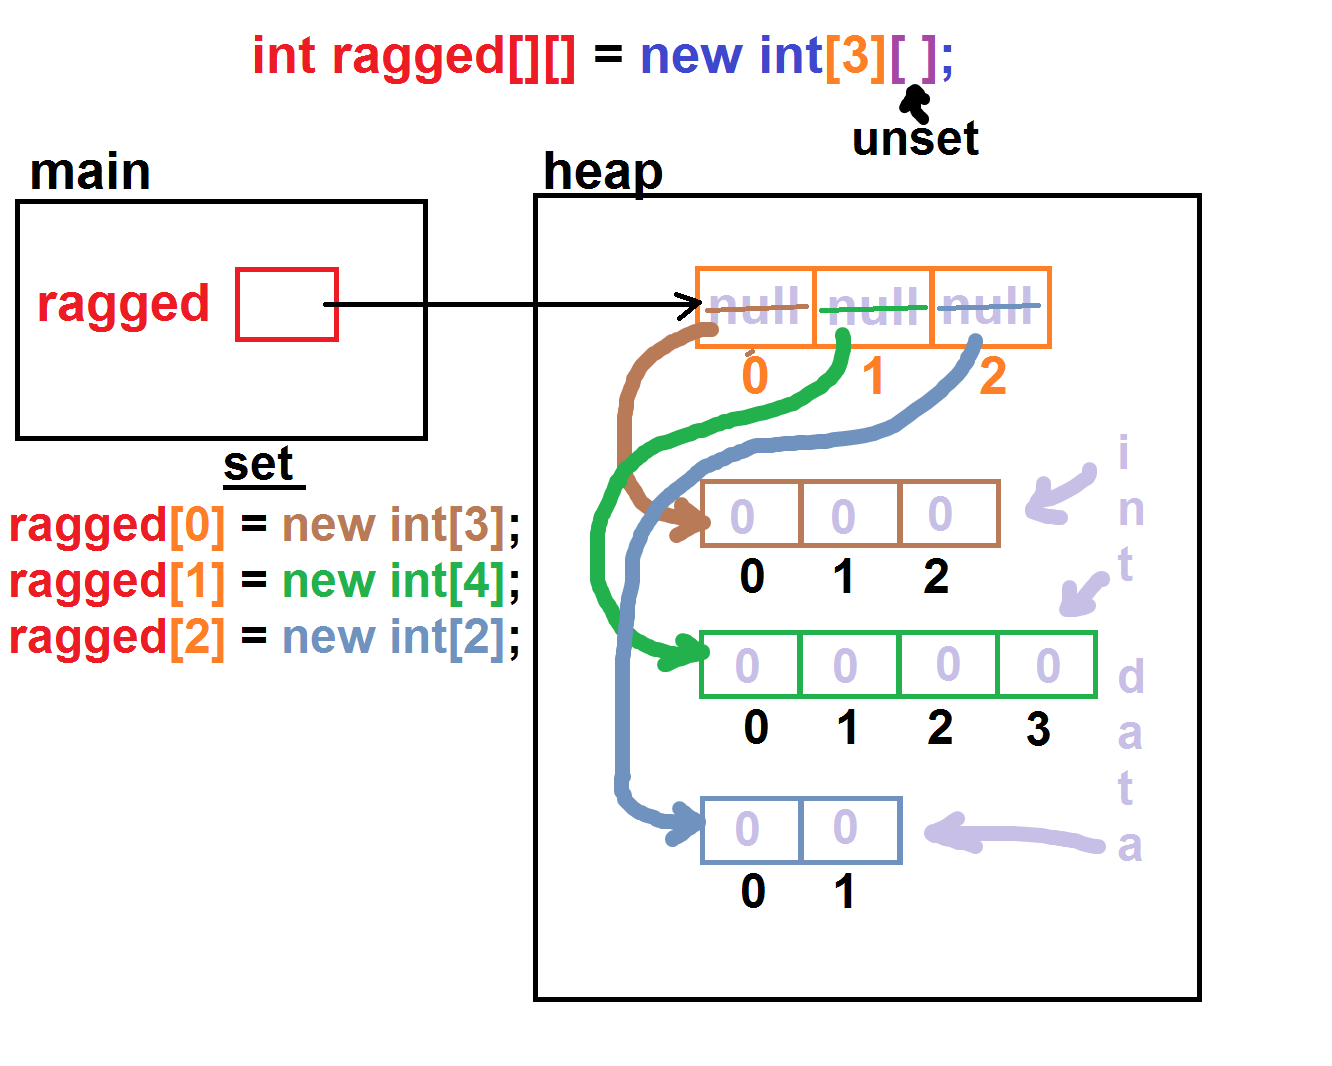 int ragged[][] = new int[3][ ];
unset
main
heap
ragged
null null null
0 1 2
set
ragged[0] = new int[3];
ragged[1] = new int[4];
ragged[2] = new int[2];
0 0 0
0 1 2
0 0 0 0
0 1 2 3
0 0
0 1
i
n
t
d
a
t
a